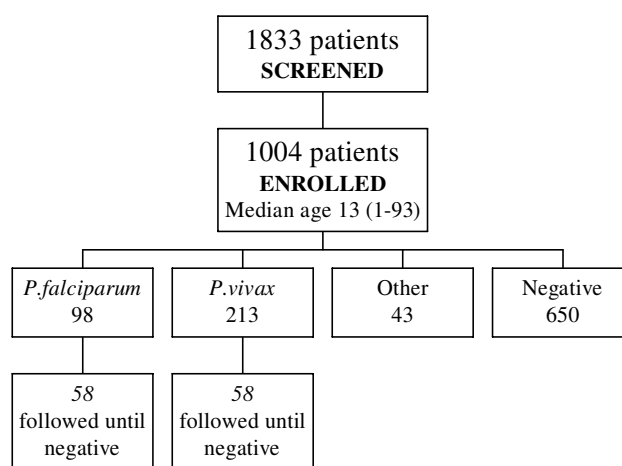 1833 patients
SCREENED
1004 patients
ENROLLED
Median age 13 (1-93)
P.falciparum
98
P.vivax
213
Other
43
Negative
650
58
followed until
negative
58
followed until
negative